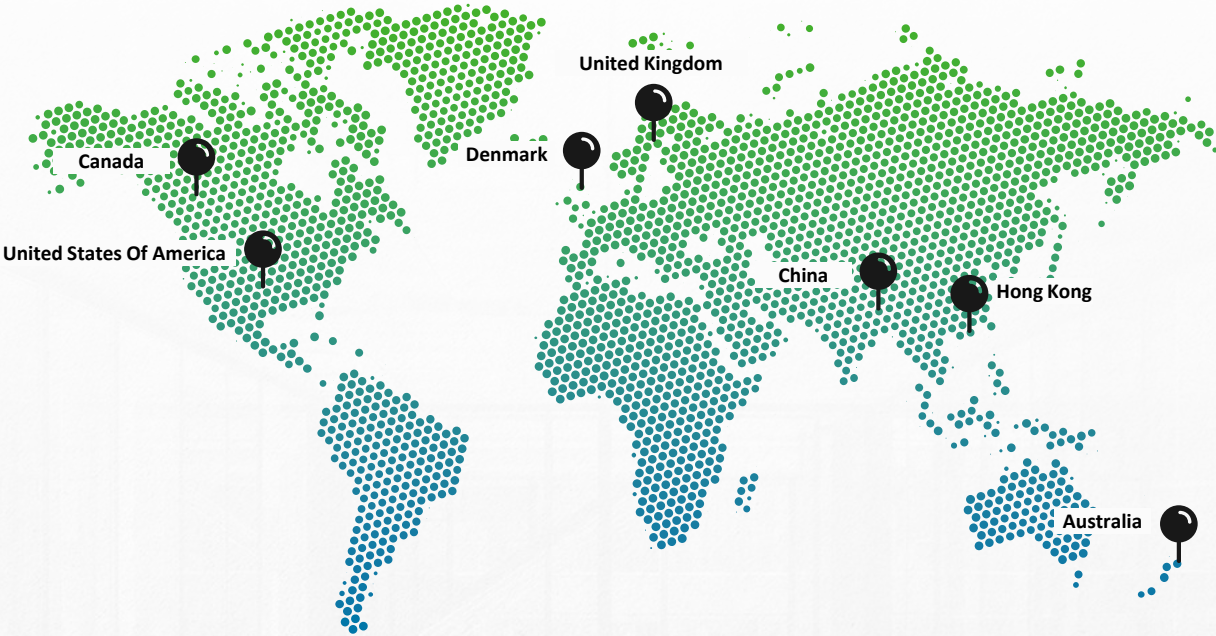 United Kingdom
Denmark
Canada
United States Of America
China
Hong Kong
Australia